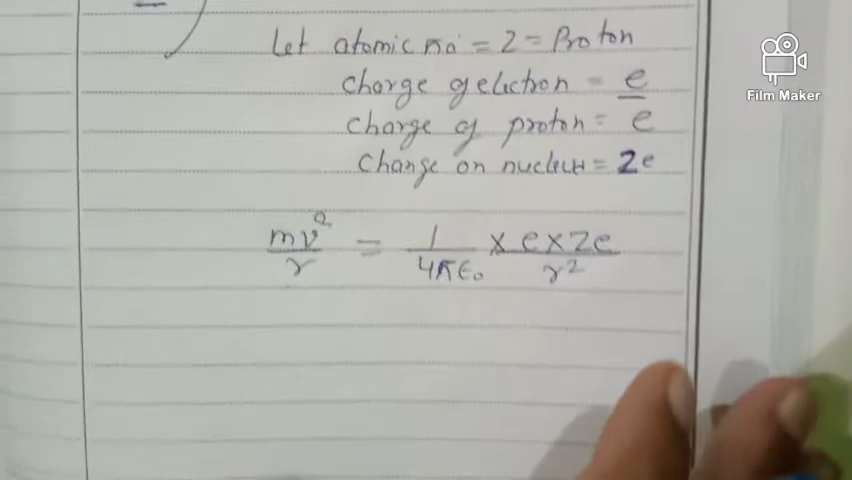 Let atomic no = Z = Proton
Film Maker
charge of electron = e
charge of proton = e
change on nucleus = Ze
mv²/r = 1/4πϵ₀ × e×Ze/r²